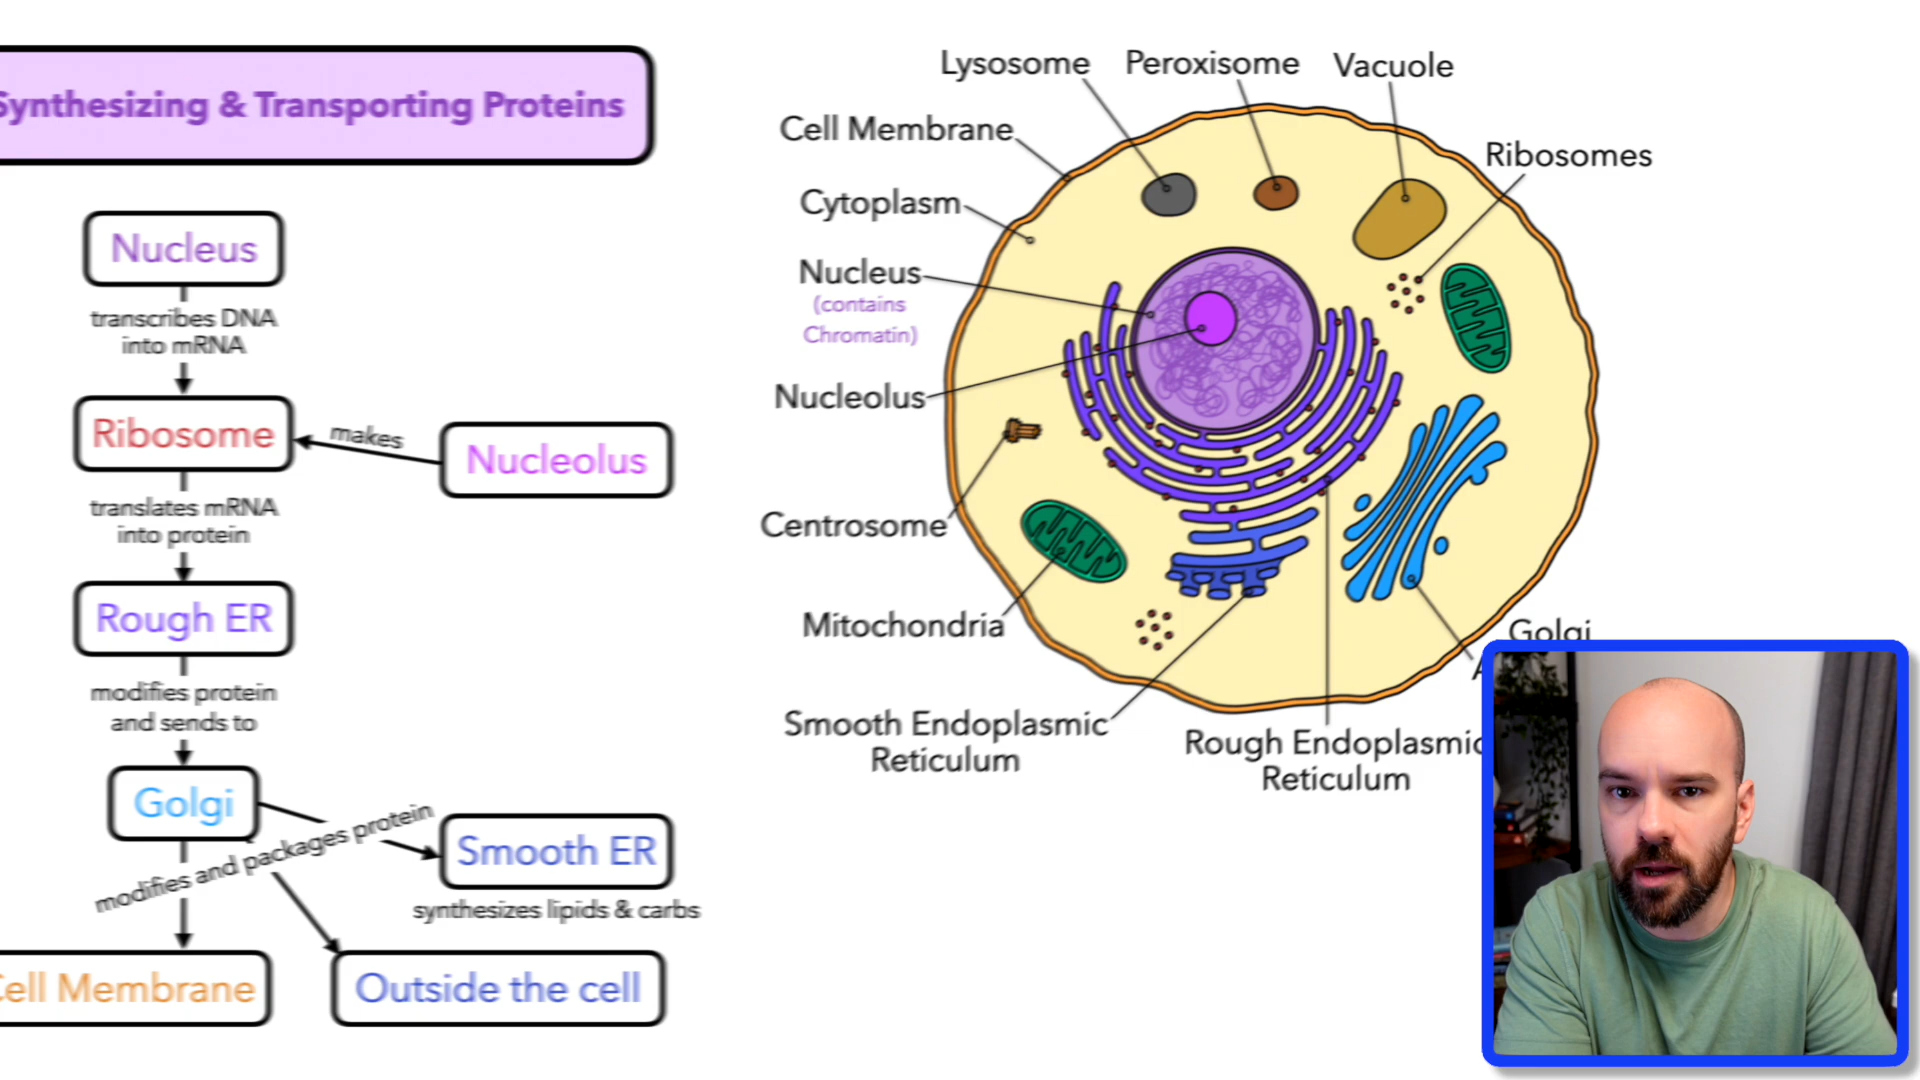 Synthesizing & Transporting Proteins
Nucleus
transcribes DNA
into mRNA
Ribosome
makes
Nucleolus
translates mRNA
into protein
Rough ER
modifies protein
and sends to
Golgi
modifies and packages protein
Smooth ER
synthesizes lipids & carbs
Cell Membrane
Outside the cell
Lysosome
Peroxisome
Vacuole
Cell Membrane
Ribosomes
Cytoplasm
Nucleus
(contains
Chromatin)
Nucleolus
Centrosome
Mitochondria
Golgi
Smooth Endoplasmic
Reticulum
Rough Endoplasmic
Reticulum